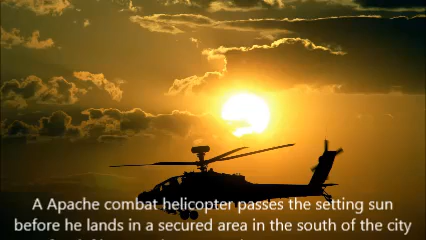 A Apache combat helicopter passes the setting sun
before he lands in a secured area in the south of the city